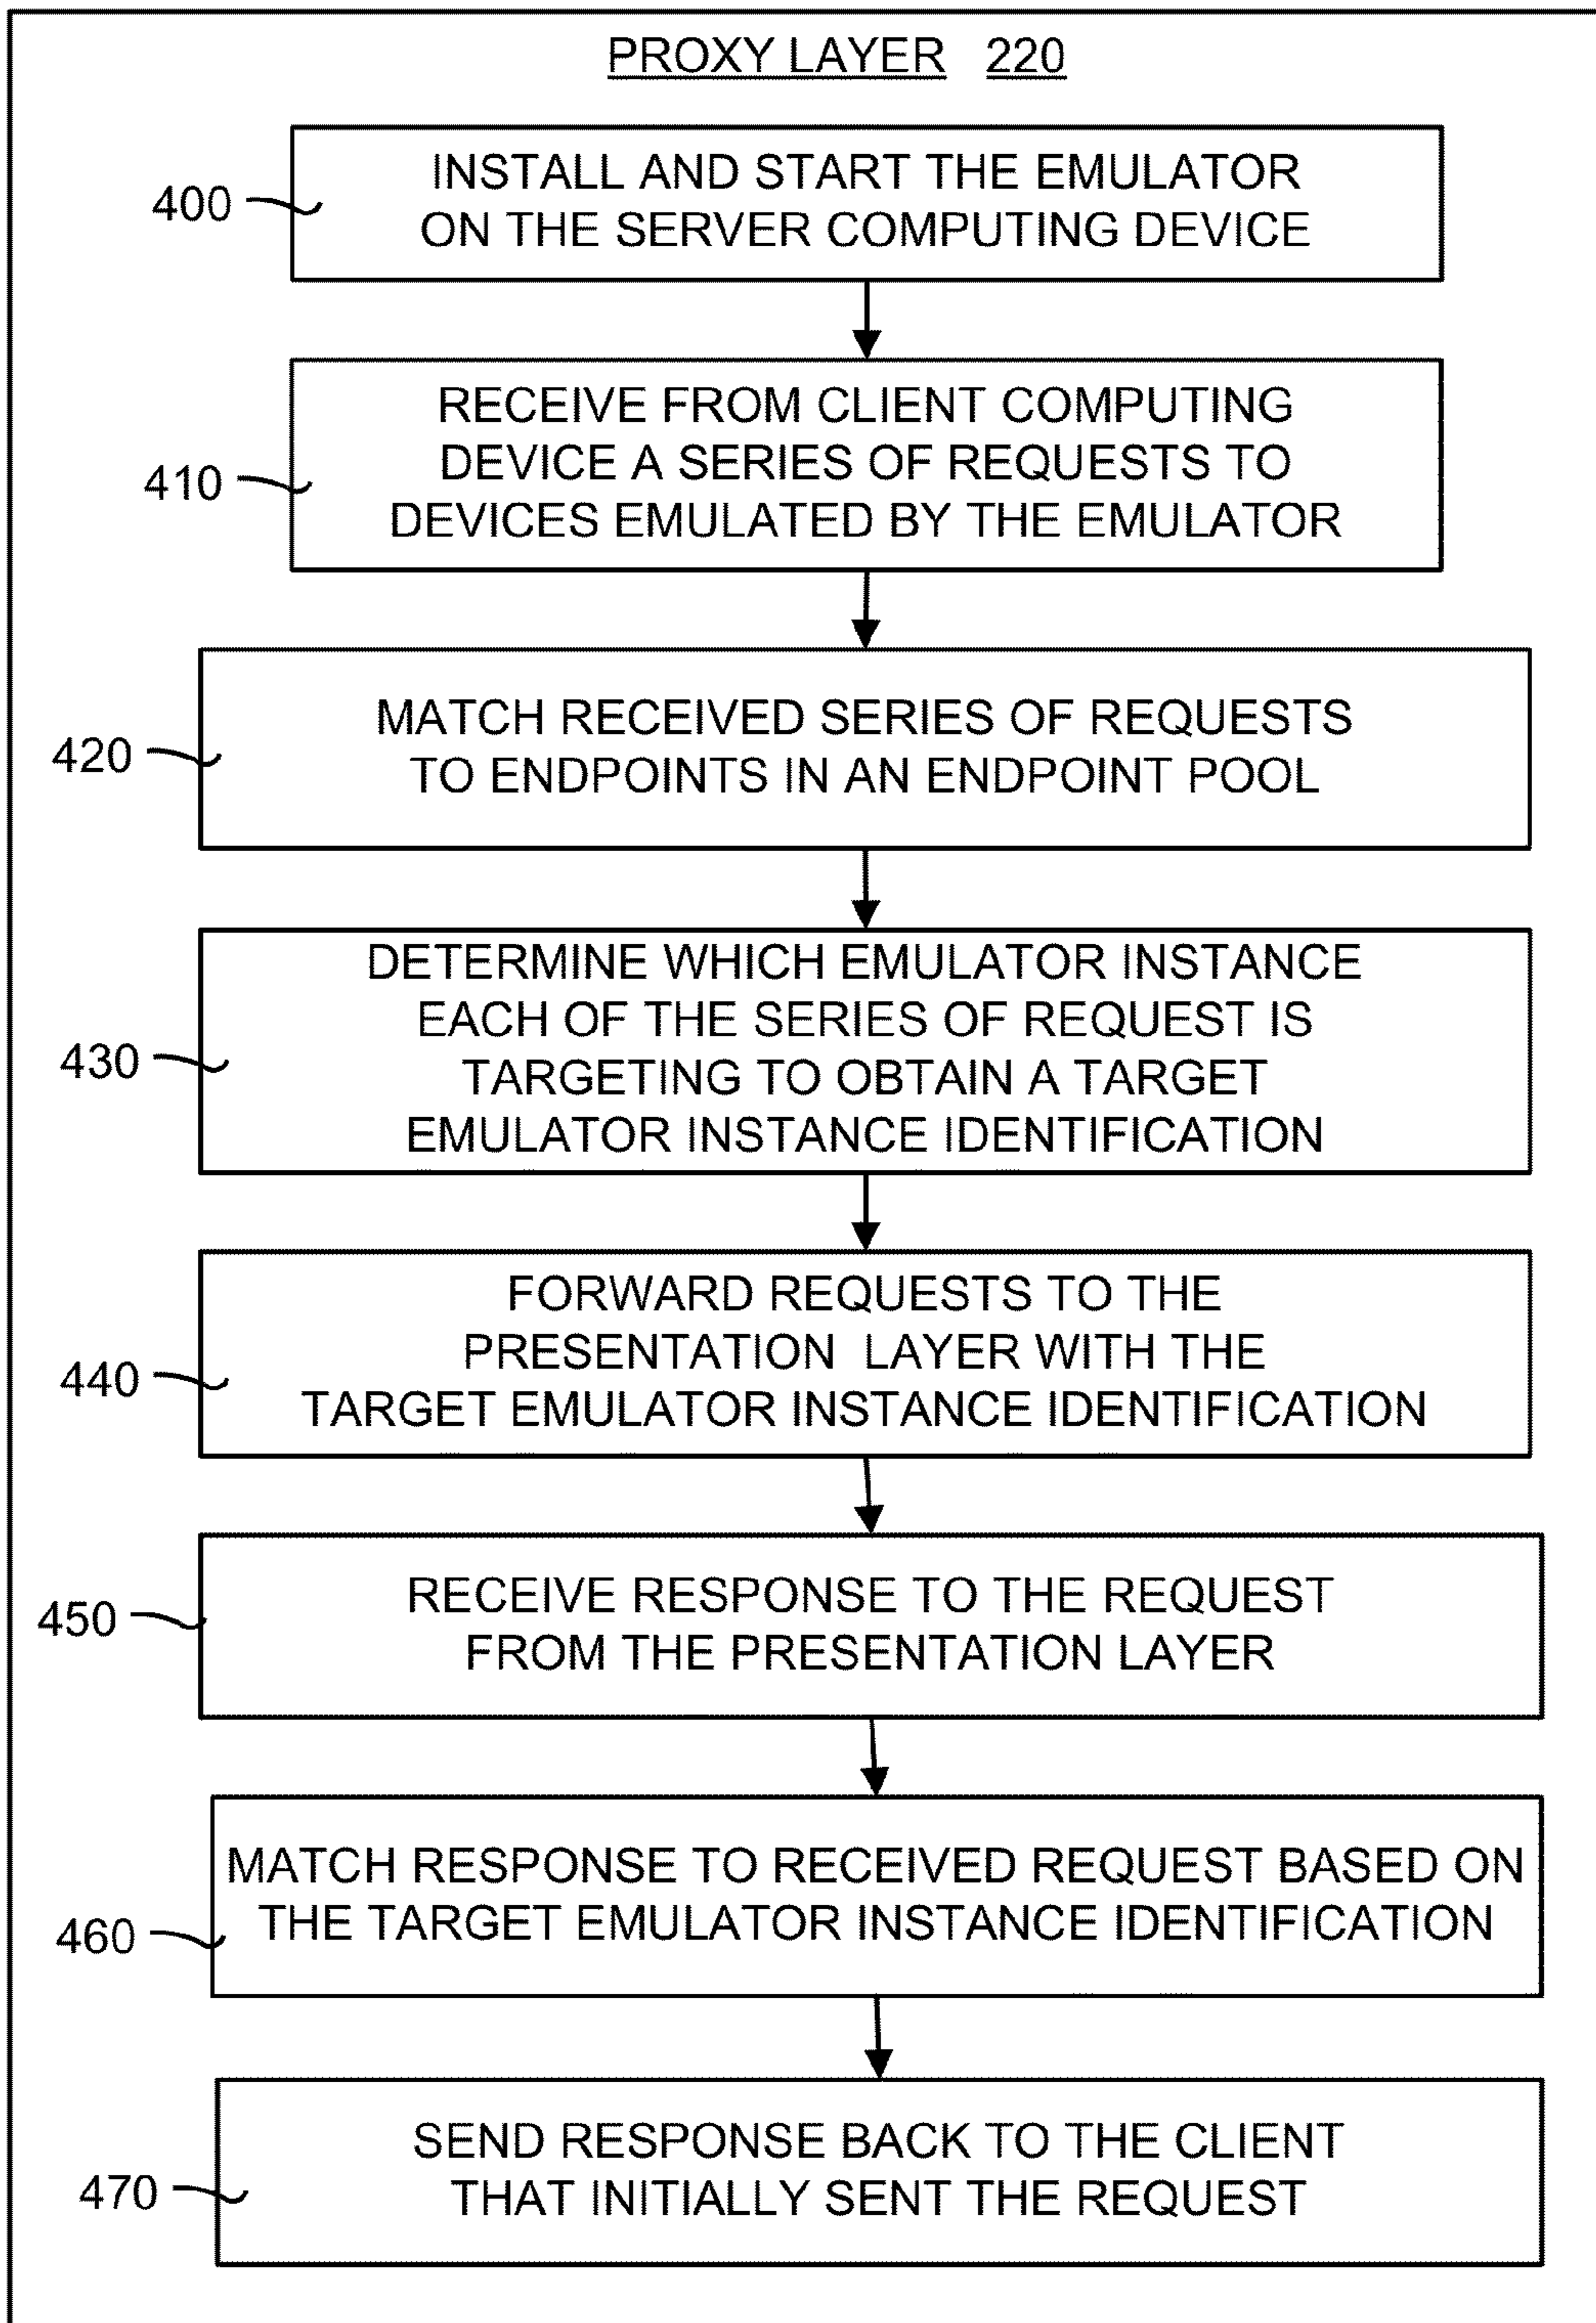 PROXY LAYER 220
INSTALL AND START THE EMULATOR
ON THE SERVER COMPUTING DEVICE
400
RECEIVE FROM CLIENT COMPUTING
DEVICE A SERIES OF REQUESTS TO
DEVICES EMULATED BY THE EMULATOR
410
MATCH RECEIVED SERIES OF REQUESTS
TO ENDPOINTS IN AN ENDPOINT POOL
420
DETERMINE WHICH EMULATOR INSTANCE
EACH OF THE SERIES OF REQUEST IS
TARGETING TO OBTAIN A TARGET
EMULATOR INSTANCE IDENTIFICATION
430
FORWARD REQUESTS TO THE
PRESENTATION LAYER WITH THE
TARGET EMULATOR INSTANCE IDENTIFICATION
440
RECEIVE RESPONSE TO THE REQUEST
FROM THE PRESENTATION LAYER
450
MATCH RESPONSE TO RECEIVED REQUEST BASED ON
THE TARGET EMULATOR INSTANCE IDENTIFICATION
460
SEND RESPONSE BACK TO THE CLIENT
THAT INITIALLY SENT THE REQUEST
470